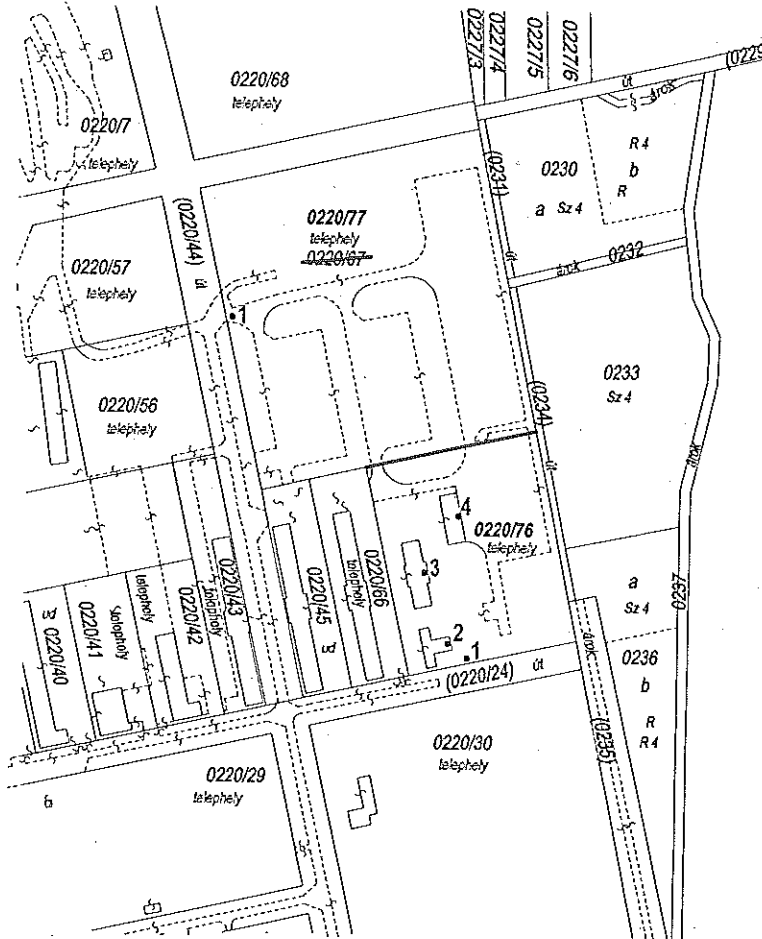 0227/3
0227/4
0227/5
0227/6
(0229
út
árok
0220/68
telephely
0220/7
telephely
(0231)
út
0230
a Sz 4
R 4
b
R
0220/77
telephely
0220/67
(0220/44) út
0220/57
telephely
1
árok 0232
0233
Sz 4
0220/56
telephely
(0234)
út
árok
4
0220/76
telephely
3
2
1
0220/66
telephely
0220/45
ud
0220/43
telephely
0220/42
telephely
0220/41
0220/40
ud
a
Sz 4
0237
árok
0236
b
R
R 4
(0235)
(0220/24) út
0220/30
telephely
0220/29
telephely